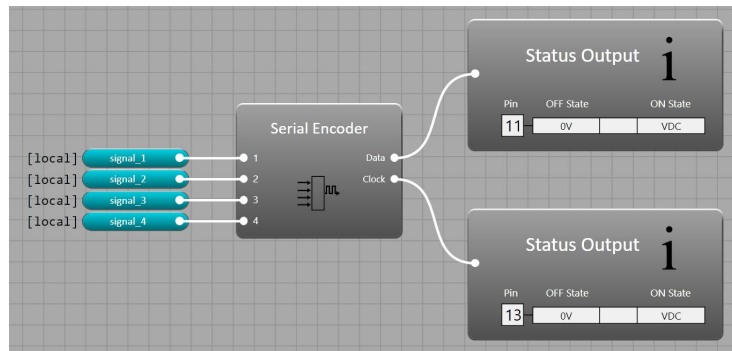 Status Output i
Pin OFF State ON State
11 0V VDC
Serial Encoder
[local] signal_1 1 Data
[local] signal_2 2 Clock
[local] signal_3 3
[local] signal_4 4
Status Output i
Pin OFF State ON State
13 0V VDC